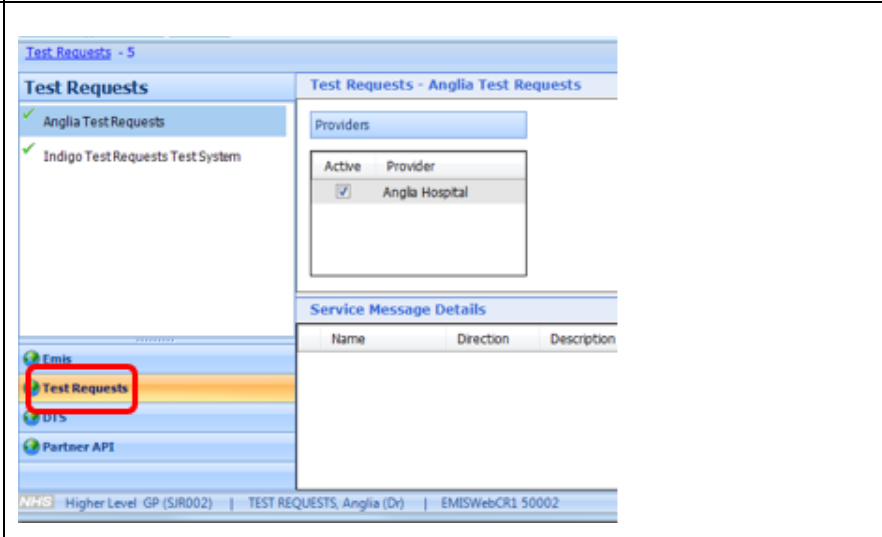 Test Requests - 5
Test Requests
Anglia Test Requests
Indigo Test Requests Test System
Emis
Test Requests
DTS
Partner API
Test Requests - Anglia Test Requests
Providers
Active Provider
Anglia Hospital
Service Message Details
Name Direction Description
NHS Higher Level GP (SJR002) | TEST REQUESTS, Anglia (Dr) | EMISWebCR1 50002